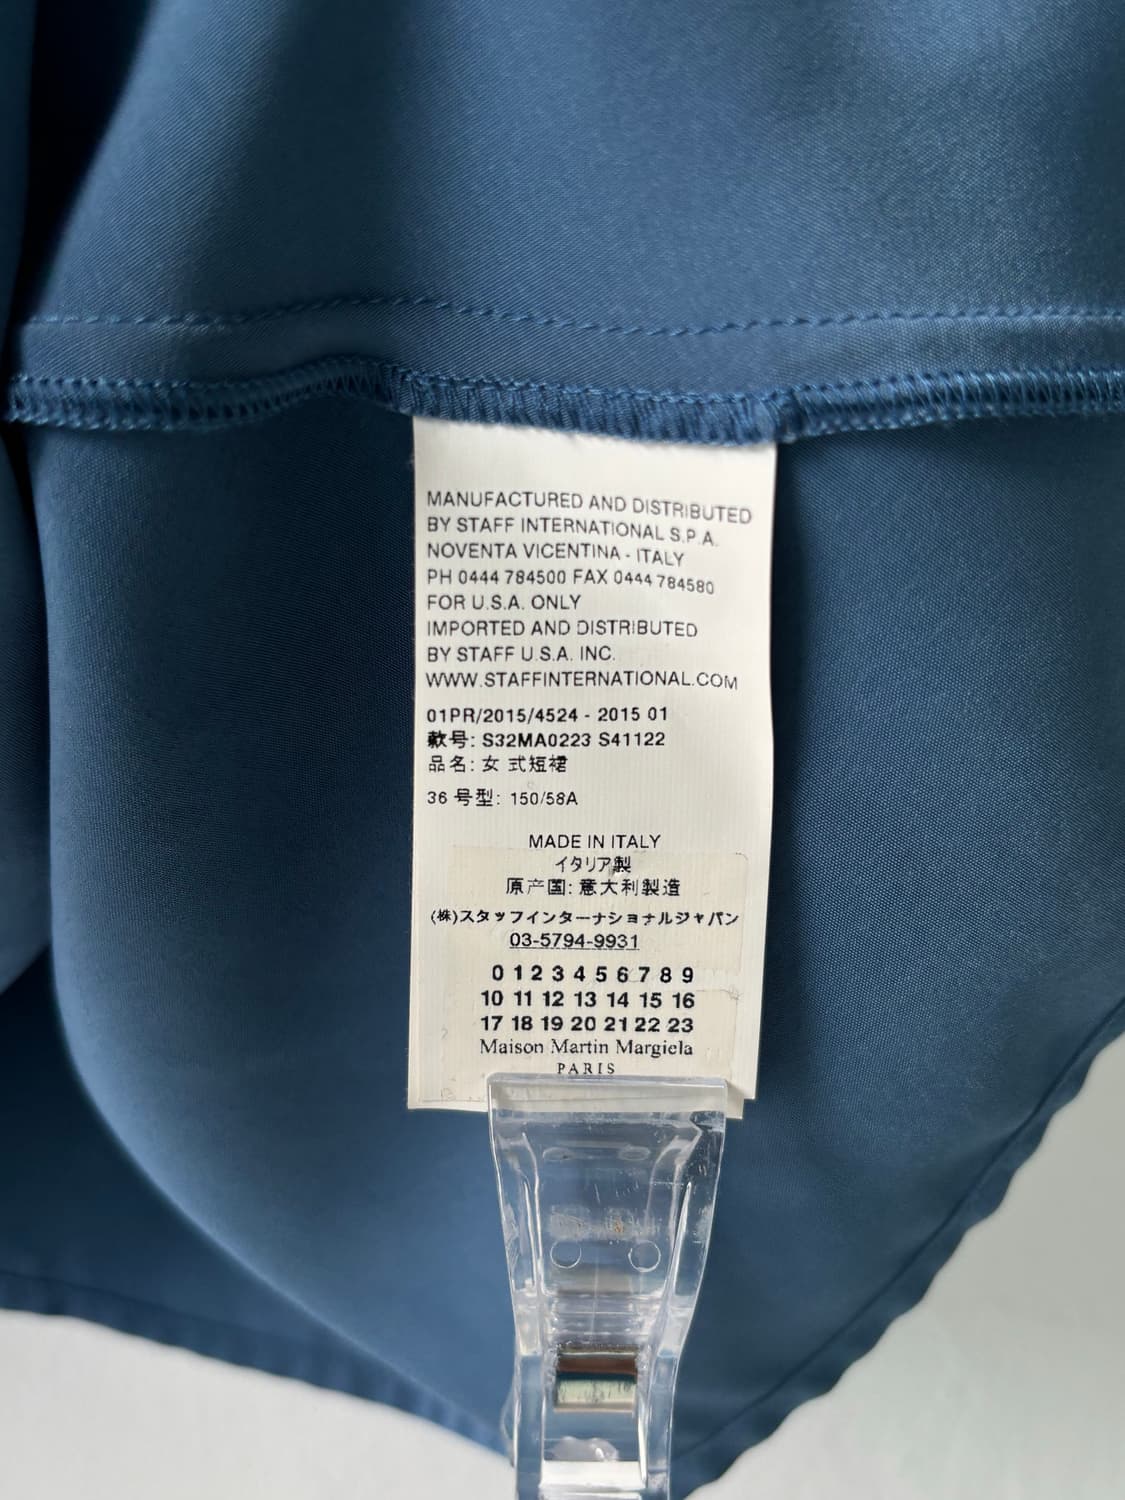 MANUFACTURED AND DISTRIBUTED
BY STAFF INTERNATIONAL S.P.A.
NOVENTA VICENTINA - ITALY
PH 0444 784500 FAX 0444 784580
FOR U.S.A. ONLY
IMPORTED AND DISTRIBUTED
BY STAFF U.S.A. INC.
WWW.STAFFINTERNATIONAL.COM
01PR/2015/4524 - 2015 01
款号: S32MA0223 S41122
品名: 女 式短裙
36 号型: 150/58A
MADE IN ITALY
イタリア製
原产国: 意大利製造
(株)スタッフインターナショナルジャパン
03-5794-9931
0 1 2 3 4 5 6 7 8 9
10 11 12 13 14 15 16
17 18 19 20 21 22 23
Maison Martin Margiela
PARIS